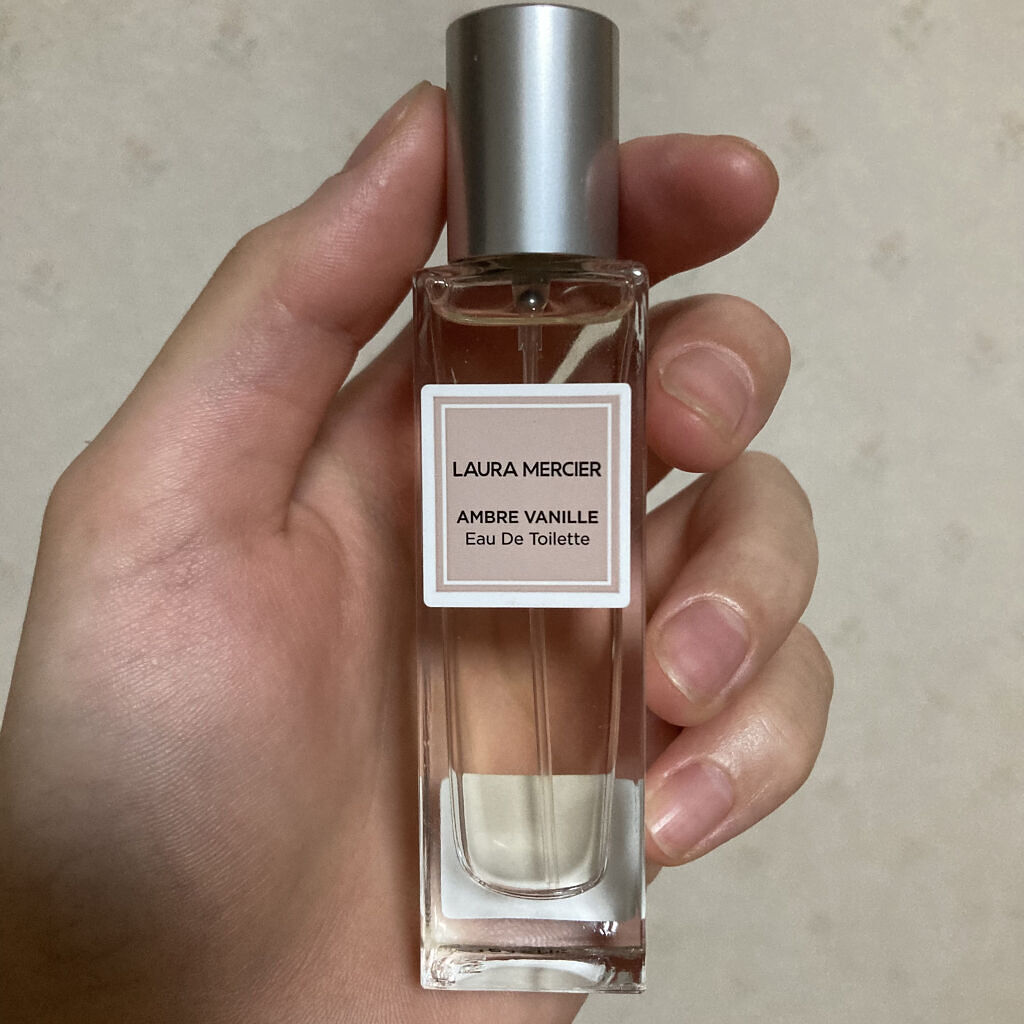 LAURA MERCIER
AMBRE VANILLE
Eau De Toilette